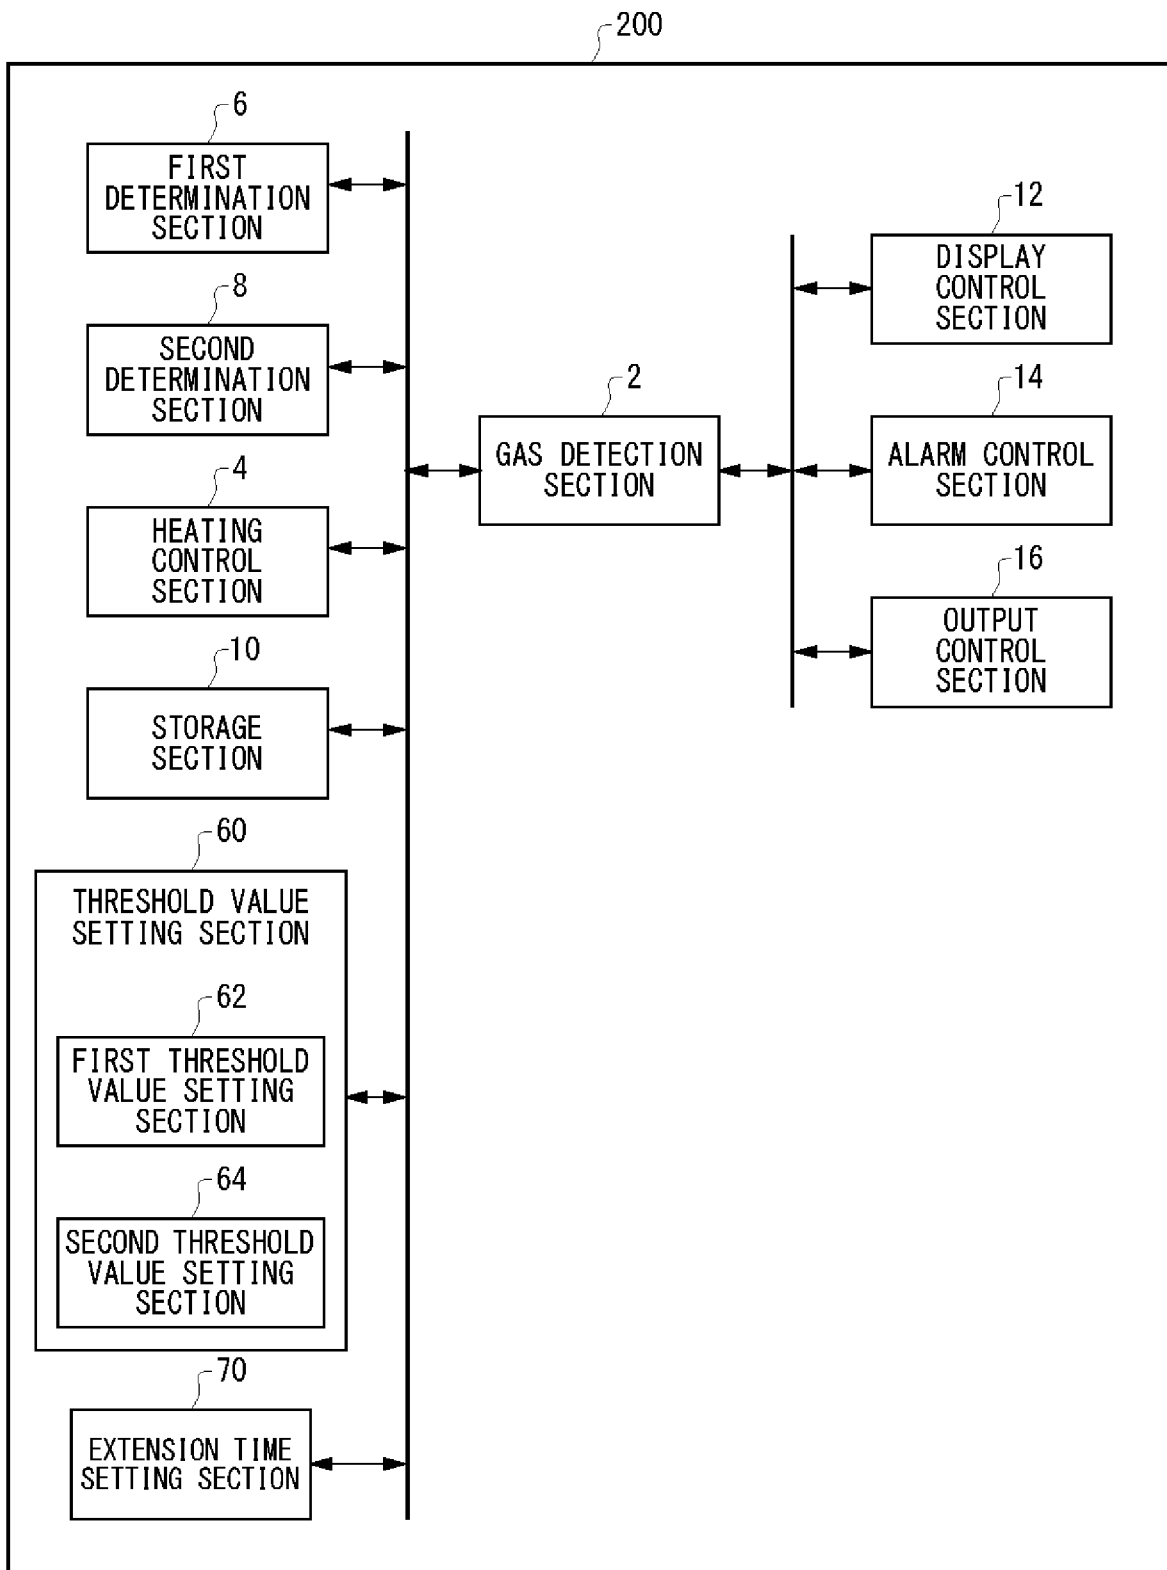 200
6
FIRST
DETERMINATION
SECTION
8
SECOND
DETERMINATION
SECTION
4
HEATING
CONTROL
SECTION
10
STORAGE
SECTION
60
THRESHOLD VALUE
SETTING SECTION
62
FIRST THRESHOLD
VALUE SETTING
SECTION
64
SECOND THRESHOLD
VALUE SETTING
SECTION
70
EXTENSION TIME
SETTING SECTION
2
GAS DETECTION
SECTION
12
DISPLAY
CONTROL
SECTION
14
ALARM CONTROL
SECTION
16
OUTPUT
CONTROL
SECTION